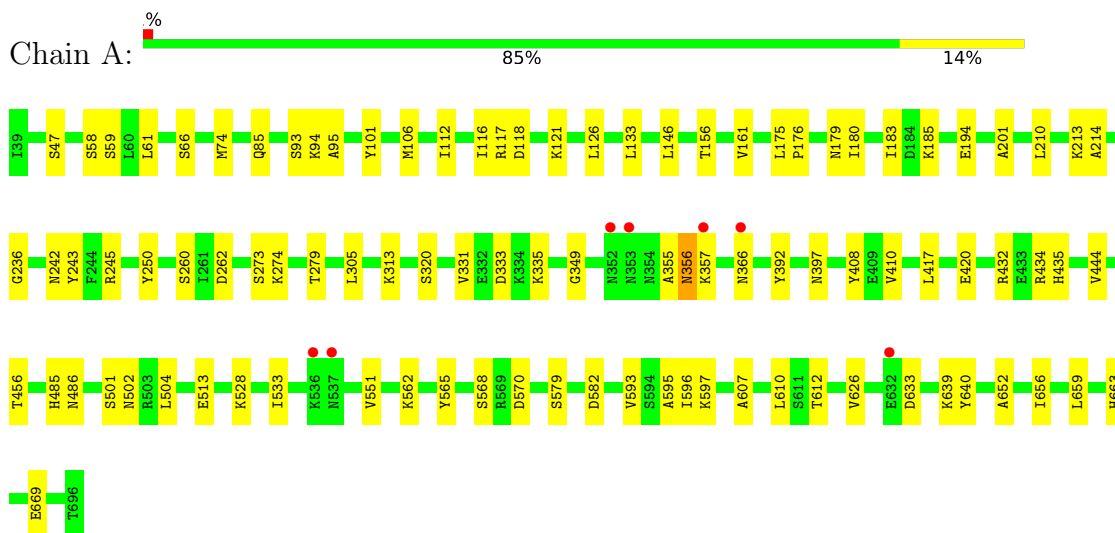 .%
Chain A:
85% 14%
I39 S47 S58 S59 L60 L61 S66 M74 Q85 S93 K94 A95 Y101 M106 I112 I116 R117 D118 K121 L126 L133 L146 T156 V161 L175 P176 N179 I180 I183 D184 K185 E194 A201 L210 K213 A214
G236 N242 Y243 F244 R245 Y250 S260 I261 D262 S273 K274 T279 L305 K313 S320 V331 E332 D333 K334 K335 G349 N352 N353 N354 A355 N356 K357 N366 Y392 N397 Y408 E409 V410 L417 E420 R432 E433 R434 H435 V444
T456 H485 N486 S501 N502 R503 L504 E513 K528 I533 K536 N537 V551 K562 Y565 S568 R569 D570 S579 D582 V593 S594 A595 I596 K597 A607 L610 S611 T612 V626 E632 D633 K639 Y640 A652 I656 L659 H663
E669 T696